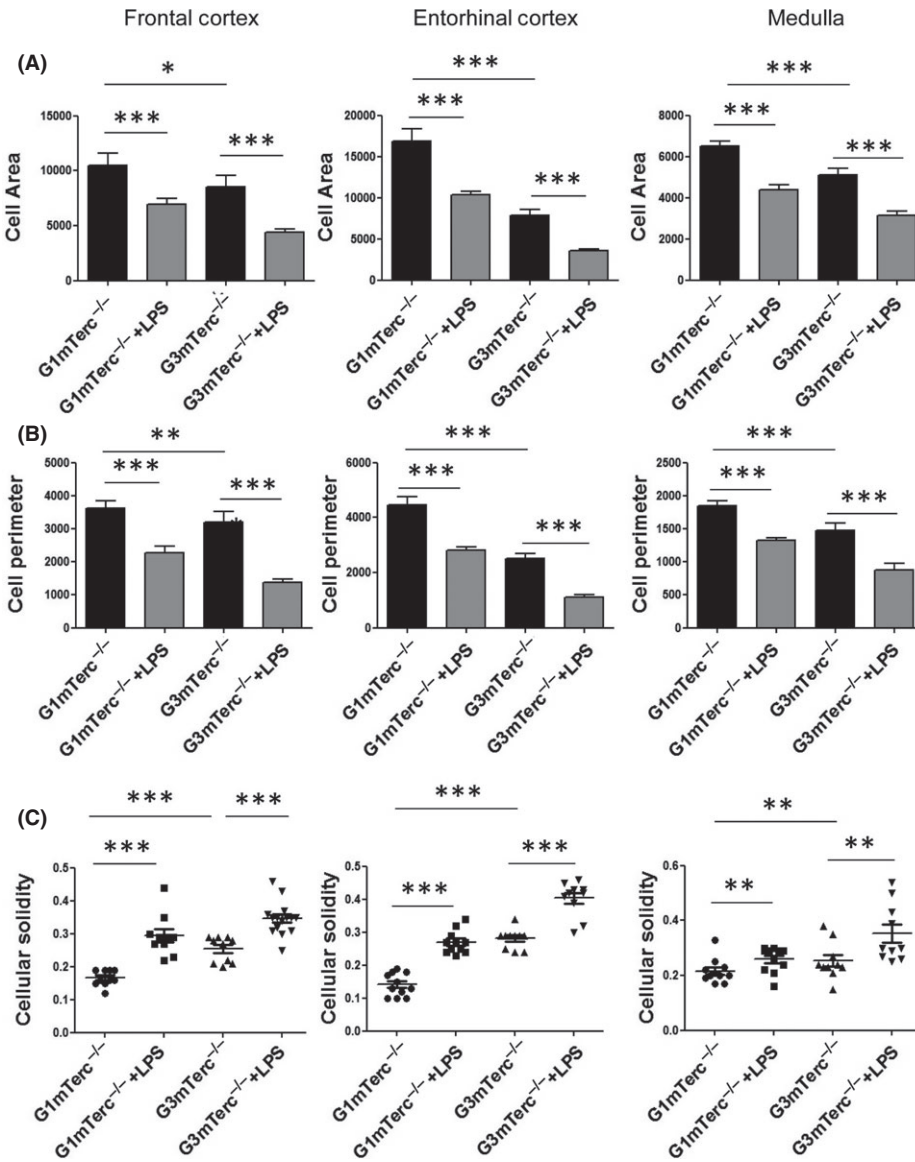 Frontal cortex
Entorhinal cortex
Medulla
(A)
*
***
***
15000
10000
5000
0
Cell Area
G1mTerc−/−
G1mTerc−/−+LPS
G3mTerc−/−
G3mTerc−/−+LPS
***
***
***
20000
15000
10000
5000
0
Cell Area
G1mTerc−/−
G1mTerc−/−+LPS
G3mTerc−/−
G3mTerc−/−+LPS
***
***
***
8000
6000
4000
2000
0
Cell Area
G1mTerc−/−
G1mTerc−/−+LPS
G3mTerc−/−
G3mTerc−/−+LPS
(B)
**
***
***
5000
4000
3000
2000
1000
0
Cell perimeter
G1mTerc−/−
G1mTerc−/−+LPS
G3mTerc−/−
G3mTerc−/−+LPS
***
***
***
6000
4000
2000
0
Cell perimeter
G1mTerc−/−
G1mTerc−/−+LPS
G3mTerc−/−
G3mTerc−/−+LPS
***
***
***
2500
2000
1500
1000
500
0
Cell perimeter
G1mTerc−/−
G1mTerc−/−+LPS
G3mTerc−/−
G3mTerc−/−+LPS
(C)
***
***
***
0.5
0.4
0.3
0.2
0.1
0.0
Cellular solidity
G1mTerc−/−
G1mTerc−/−+LPS
G3mTerc−/−
G3mTerc−/−+LPS
***
***
***
0.5
0.4
0.3
0.2
0.1
0.0
Cellular solidity
G1mTerc−/−
G1mTerc−/−+LPS
G3mTerc−/−
G3mTerc−/−+LPS
**
**
**
0.6
0.4
0.2
0.0
Cellular solidity
G1mTerc−/−
G1mTerc−/−+LPS
G3mTerc−/−
G3mTerc−/−+LPS